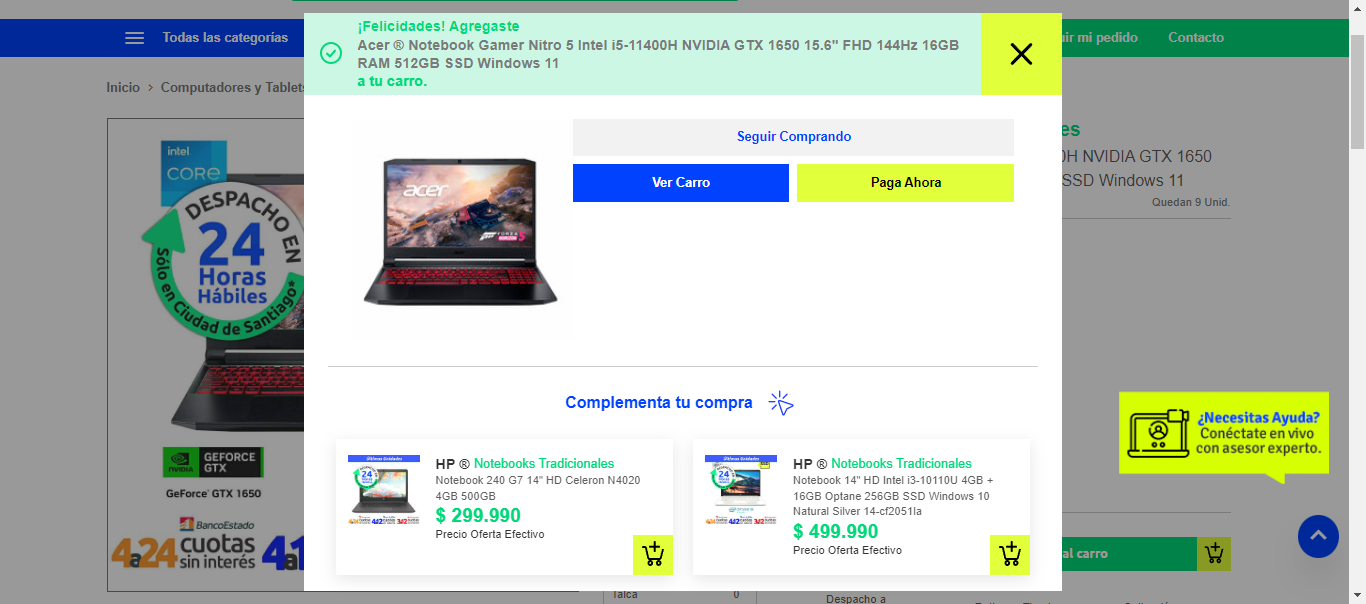 Todas las categorías
uir mi pedido
Contacto
Inicio > Computadores y Tablets
¡Felicidades! Agregaste
Acer ® Notebook Gamer Nitro 5 Intel i5-11400H NVIDIA GTX 1650 15.6" FHD 144Hz 16GB
RAM 512GB SSD Windows 11
a tu carro.
Seguir Comprando
Ver Carro
Paga Ahora
acer
FORZA
HORIZON 5
intel
CORE
DESPACHO EN
24
Horas
Hábiles
Sólo en Ciudad de Santiago*
NVIDIA
GEFORCE
GTX
GeForce® GTX 1650
BancoEstado
4a24 cuotas
sin interés
es
0H NVIDIA GTX 1650
SSD Windows 11
Quedan 9 Unid.
Complementa tu compra
HP ® Notebooks Tradicionales
Notebook 240 G7 14" HD Celeron N4020
4GB 500GB
$ 299.990
Precio Oferta Efectivo
HP ® Notebooks Tradicionales
Notebook 14" HD Intel i3-10110U 4GB +
16GB Optane 256GB SSD Windows 10
Natural Silver 14-cf2051la
$ 499.990
Precio Oferta Efectivo
¿Necesitas Ayuda?
Conéctate en vivo
con asesor experto.
al carro
Talca
0
Despacho a